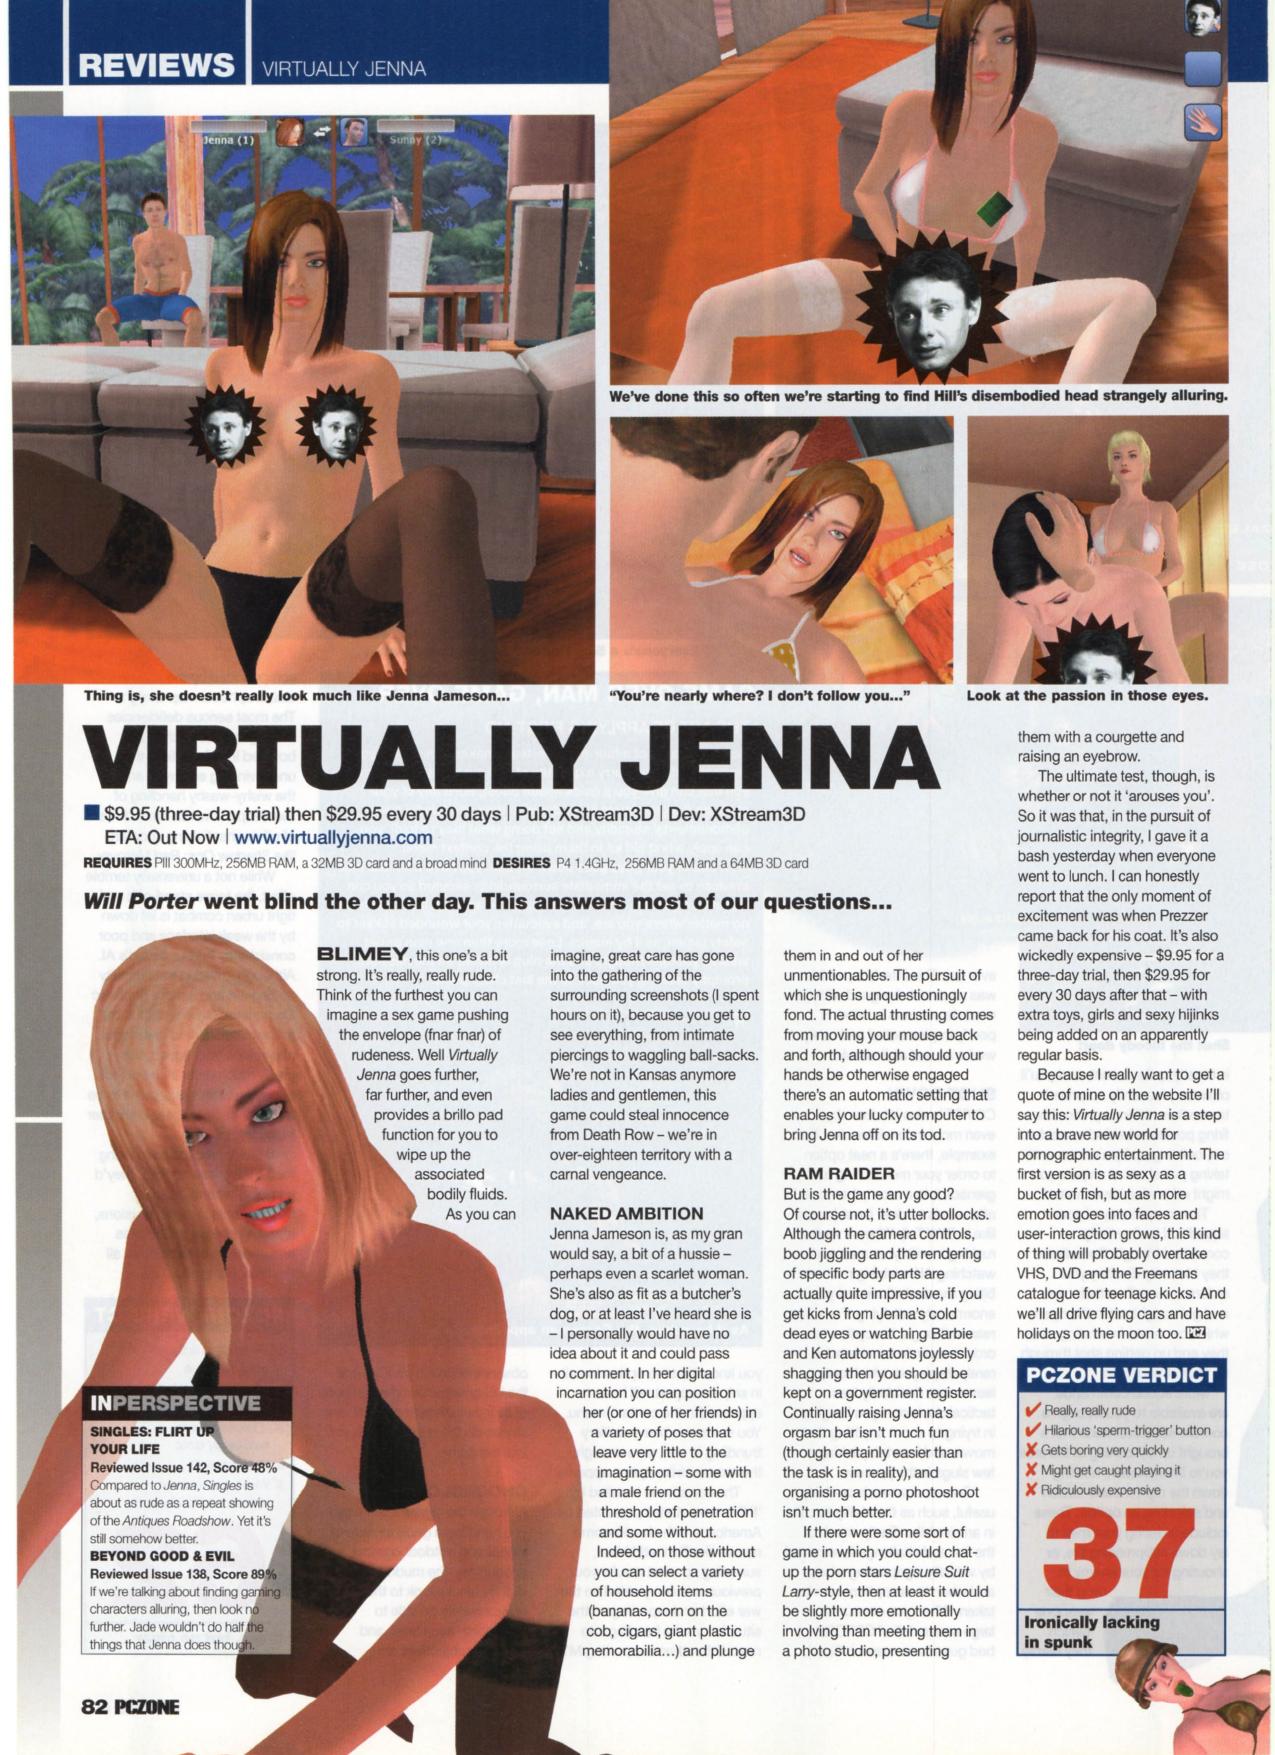 REVIEWS
VIRTUALLY JENNA
Jenna (1)
Sunny (2)
We've done this so often we're starting to find Hill's disembodied head strangely alluring.
Thing is, she doesn't really look much like Jenna Jameson...
"You're nearly where? I don't follow you..."
Look at the passion in those eyes.
VIRTUALLY JENNA
$9.95 (three-day trial) then $29.95 every 30 days | Pub: XStream3D | Dev: XStream3D
ETA: Out Now | www.virtuallyjenna.com
REQUIRES PIII 300MHz, 256MB RAM, a 32MB 3D card and a broad mind DESIRES P4 1.4GHz, 256MB RAM and a 64MB 3D card
Will Porter went blind the other day. This answers most of our questions...
BLIMEY, this one's a bit
strong. It's really, really rude.
Think of the furthest you can
imagine a sex game pushing
the envelope (fnar fnar) of
rudeness. Well Virtually
Jenna goes further,
far further, and even
provides a brillo pad
function for you to
wipe up the
associated
bodily fluids.
As you can
imagine, great care has gone
into the gathering of the
surrounding screenshots (I spent
hours on it), because you get to
see everything, from intimate
piercings to waggling ball-sacks.
We're not in Kansas anymore
ladies and gentlemen, this
game could steal innocence
from Death Row – we're in
over-eighteen territory with a
carnal vengeance.
NAKED AMBITION
Jenna Jameson is, as my gran
would say, a bit of a hussie –
perhaps even a scarlet woman.
She's also as fit as a butcher's
dog, or at least I've heard she is
– I personally would have no
idea about it and could pass
no comment. In her digital
incarnation you can position
her (or one of her friends) in
a variety of poses that
leave very little to the
imagination – some with
a male friend on the
threshold of penetration
and some without.
Indeed, on those without
you can select a variety
of household items
(bananas, corn on the
cob, cigars, giant plastic
memorabilia...) and plunge
them in and out of her
unmentionables. The pursuit of
which she is unquestioningly
fond. The actual thrusting comes
from moving your mouse back
and forth, although should your
hands be otherwise engaged
there's an automatic setting that
enables your lucky computer to
bring Jenna off on its tod.
RAM RAIDER
But is the game any good?
Of course not, it's utter bollocks.
Although the camera controls,
boob jiggling and the rendering
of specific body parts are
actually quite impressive, if you
get kicks from Jenna's cold
dead eyes or watching Barbie
and Ken automatons joylessly
shagging then you should be
kept on a government register.
Continually raising Jenna's
orgasm bar isn't much fun
(though certainly easier than
the task is in reality), and
organising a porno photoshoot
isn't much better.
If there were some sort of
game in which you could chat-
up the porn stars Leisure Suit
Larry-style, then at least it would
be slightly more emotionally
involving than meeting them in
a photo studio, presenting
them with a courgette and
raising an eyebrow.
The ultimate test, though, is
whether or not it 'arouses you'.
So it was that, in the pursuit of
journalistic integrity, I gave it a
bash yesterday when everyone
went to lunch. I can honestly
report that the only moment of
excitement was when Prezzer
came back for his coat. It's also
wickedly expensive – $9.95 for a
three-day trial, then $29.95 for
every 30 days after that – with
extra toys, girls and sexy hijinks
being added on an apparently
regular basis.
Because I really want to get a
quote of mine on the website I'll
say this: Virtually Jenna is a step
into a brave new world for
pornographic entertainment. The
first version is as sexy as a
bucket of fish, but as more
emotion goes into faces and
user-interaction grows, this kind
of thing will probably overtake
VHS, DVD and the Freemans
catalogue for teenage kicks. And
we'll all drive flying cars and have
holidays on the moon too. PCZ
INPERSPECTIVE
SINGLES: FLIRT UP
YOUR LIFE
Reviewed Issue 142, Score 48%
Compared to Jenna, Singles is
about as rude as a repeat showing
of the Antiques Roadshow. Yet it's
still somehow better.
BEYOND GOOD & EVIL
Reviewed Issue 138, Score 89%
If we're talking about finding gaming
characters alluring, then look no
further. Jade wouldn't do half the
things that Jenna does though.
PCZONE VERDICT
Really, really rude
Hilarious 'sperm-trigger' button
Gets boring very quickly
Might get caught playing it
Ridiculously expensive
37
Ironically lacking
in spunk
82 PCZONE